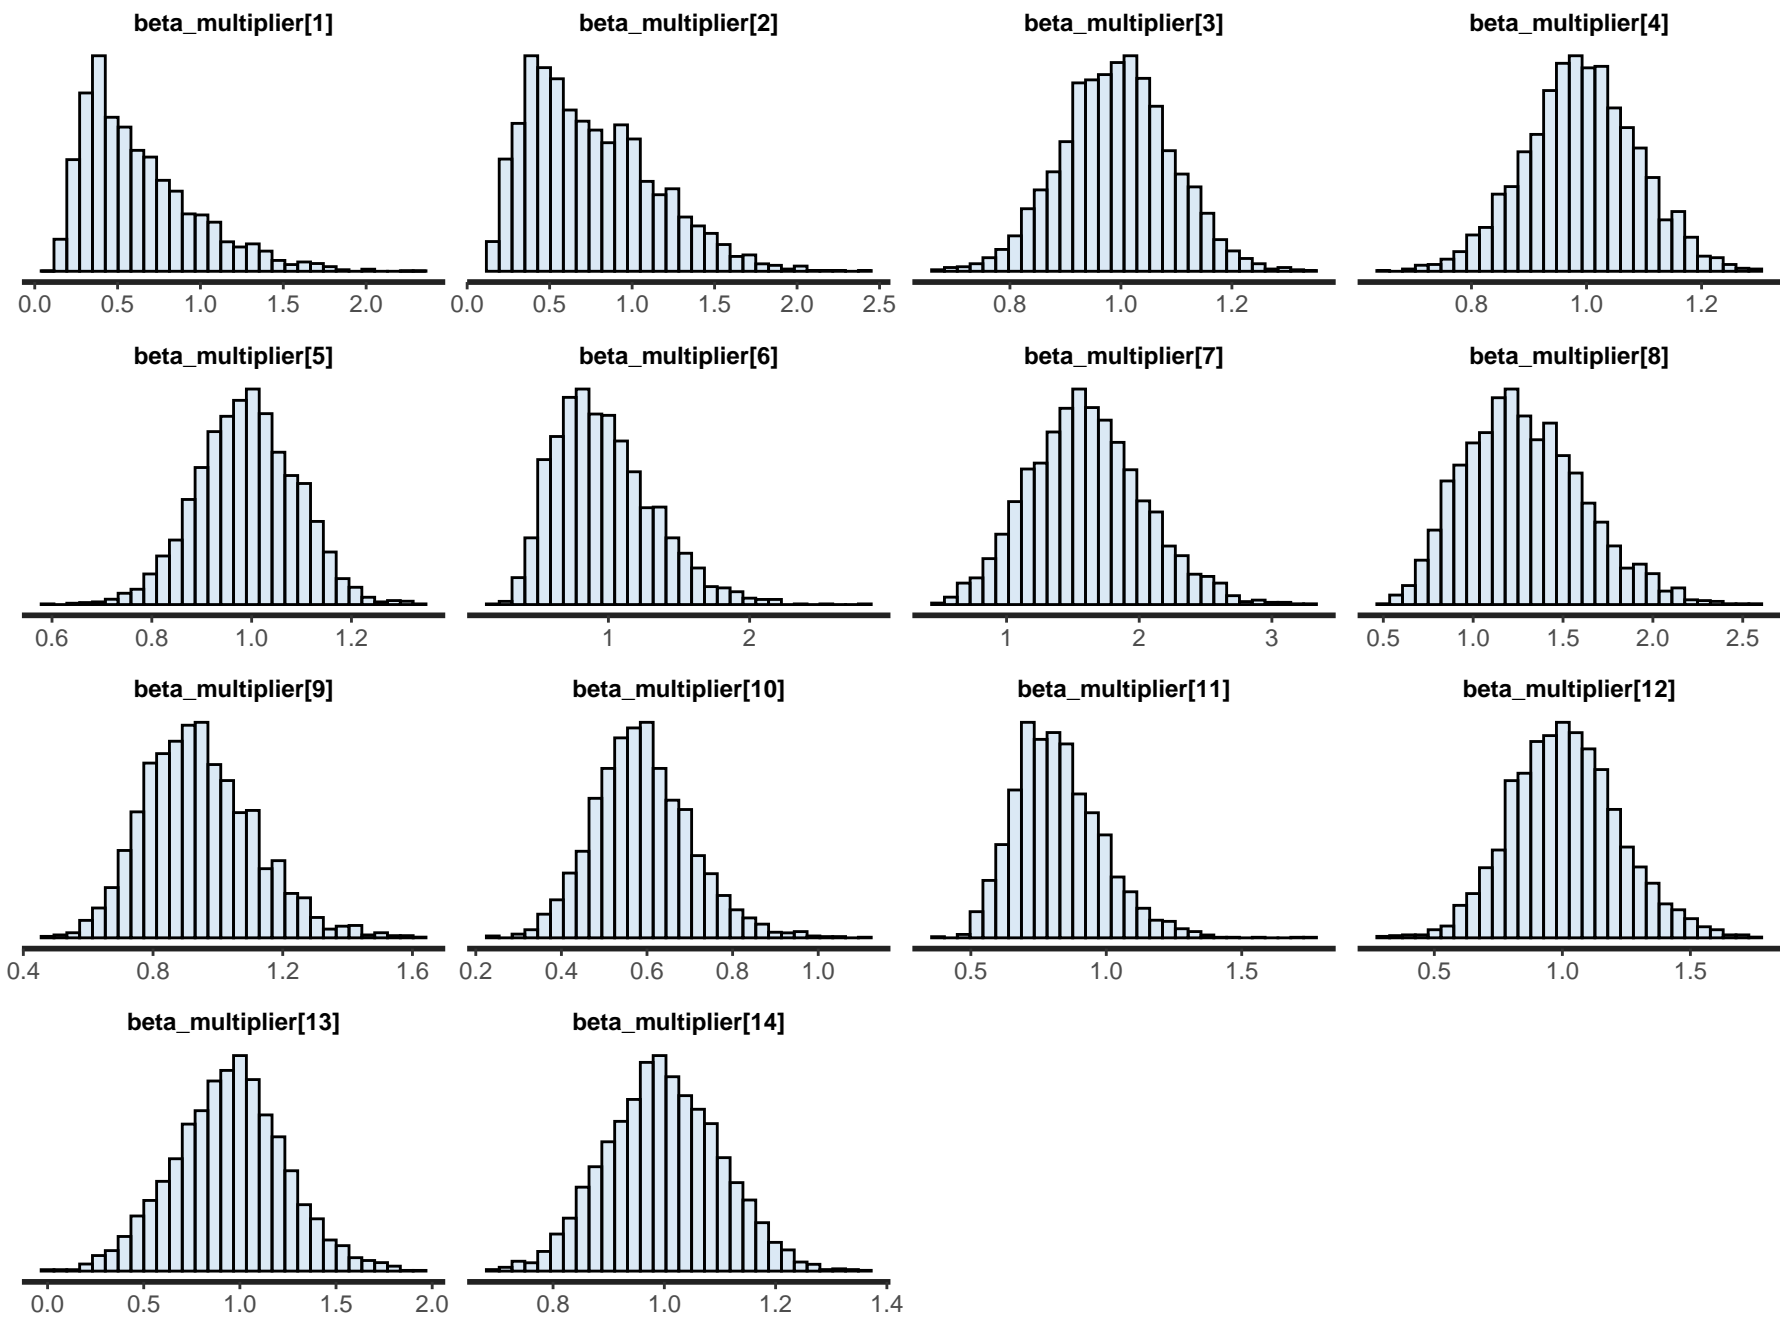 beta_multiplier[1] beta_multiplier[2] beta_multiplier[3] beta_multiplier[4]
0.0 0.5 1.0 1.5 2.0 0.0 0.5 1.0 1.5 2.0 2.5 0.8 1.0 1.2 0.8 1.0 1.2
beta_multiplier[5] beta_multiplier[6] beta_multiplier[7] beta_multiplier[8]
0.6 0.8 1.0 1.2 1 2 1 2 3 0.5 1.0 1.5 2.0 2.5
beta_multiplier[9] beta_multiplier[10] beta_multiplier[11] beta_multiplier[12]
0.4 0.8 1.2 1.6 0.2 0.4 0.6 0.8 1.0 0.5 1.0 1.5 0.5 1.0 1.5
beta_multiplier[13] beta_multiplier[14]
0.0 0.5 1.0 1.5 2.0 0.8 1.0 1.2 1.4